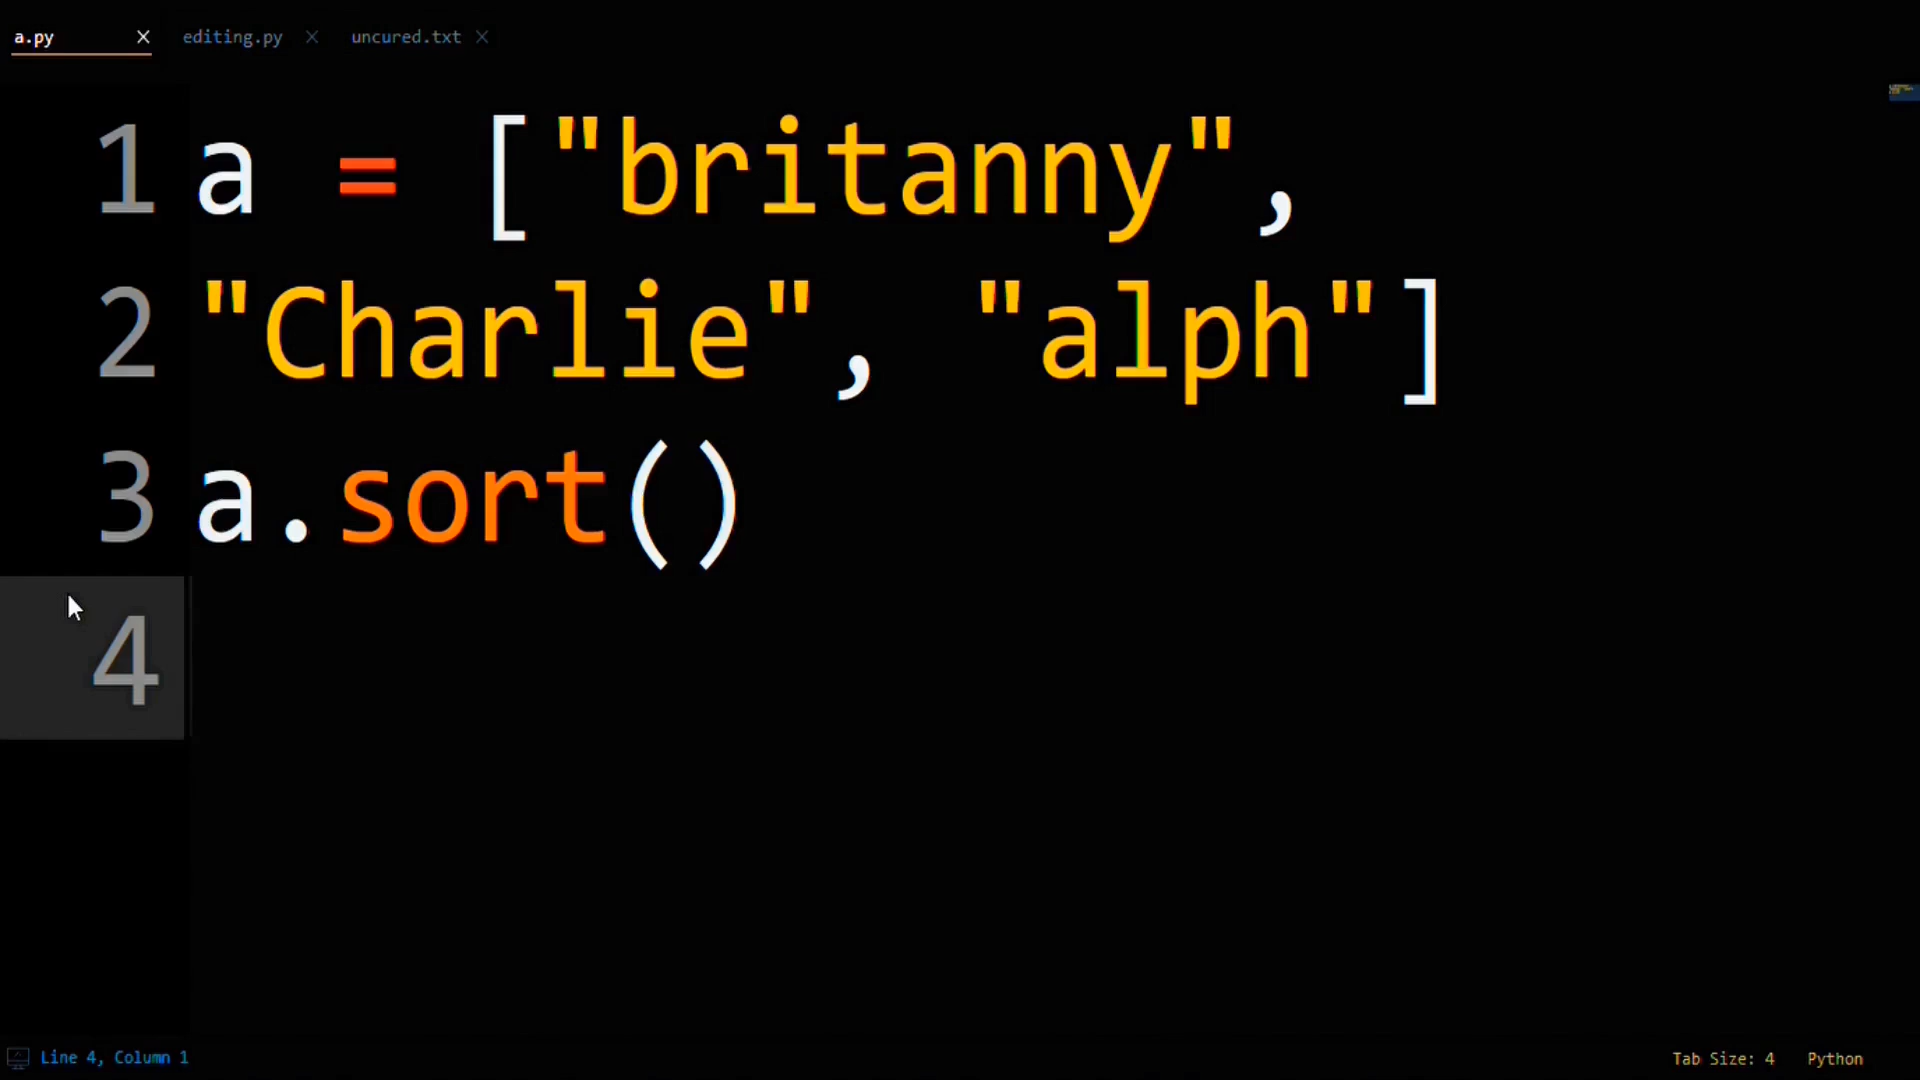 a.py editing.py uncured.txt
1 a = ["britanny",
2 "Charlie", "alph"]
3 a.sort()
4
Line 4, Column 1 Tab Size: 4 Python